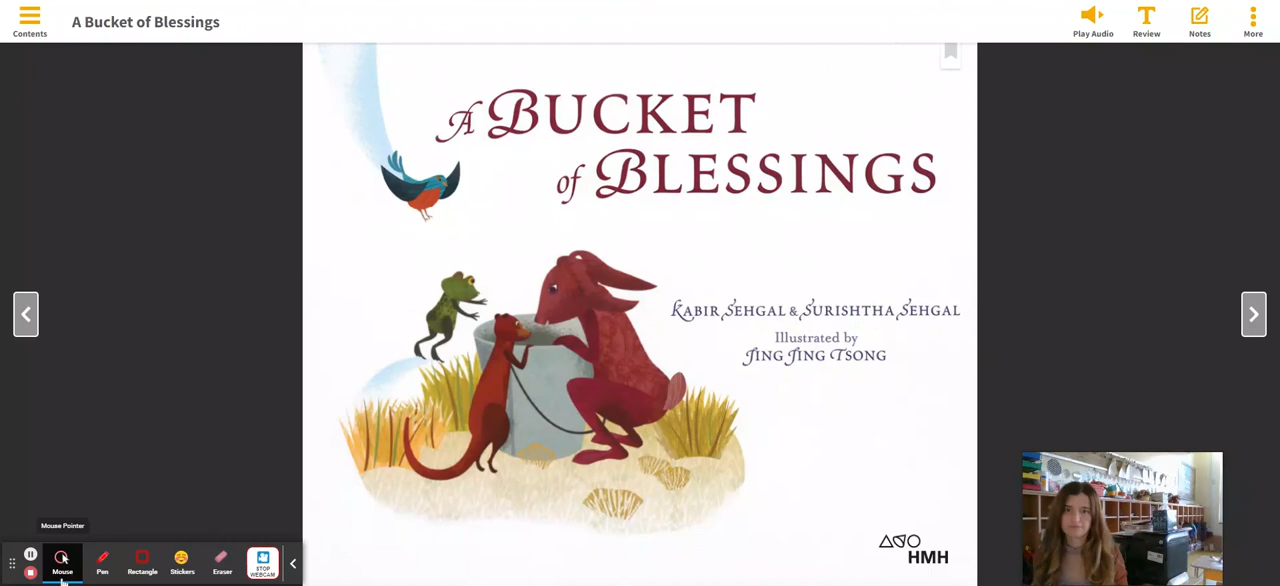 Contents
A Bucket of Blessings
Play Audio
Review
Notes
More
A BUCKET
of BLESSINGS
KABIR SEHGAL & SURISHTHA SEHGAL
Illustrated by
JING JING TSONG
HMH
Mouse Pointer
Mouse
Pen
Rectangle
Stickers
Eraser
STOP
WEBCAM